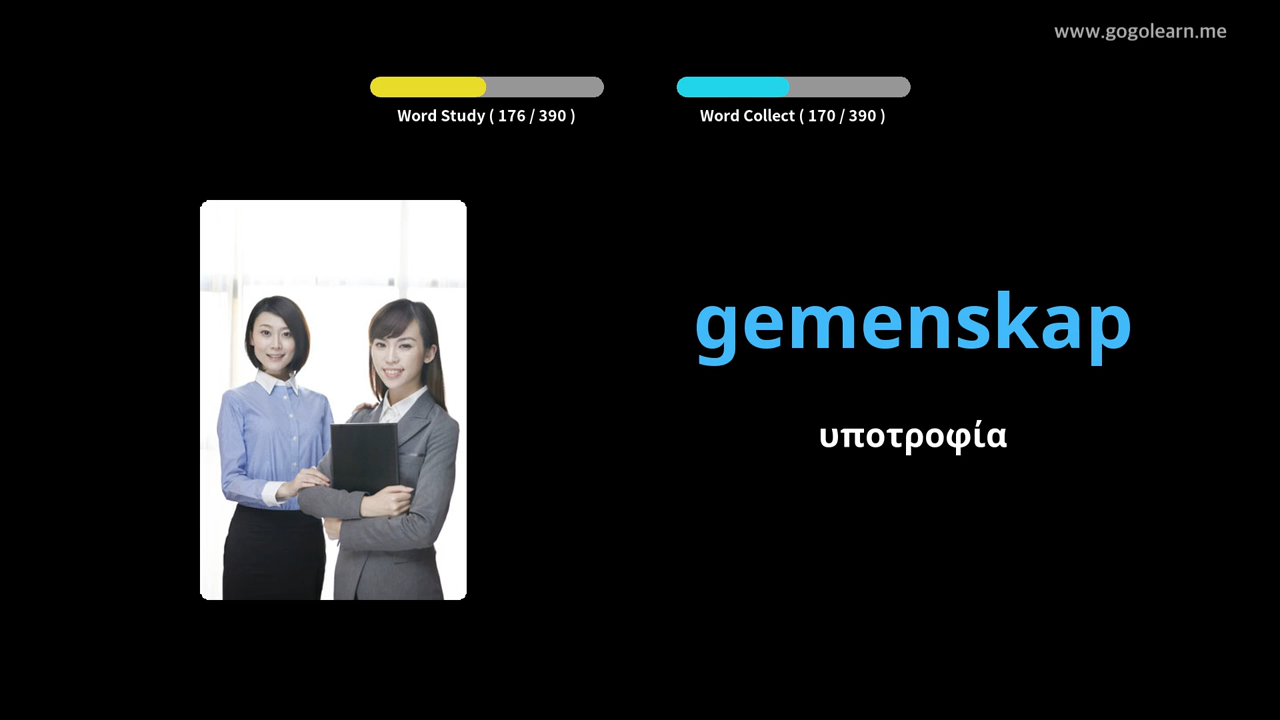 www.gogolearn.me
Word Study ( 176 / 390 )
Word Collect ( 170 / 390 )
gemenskap
υποτροφία